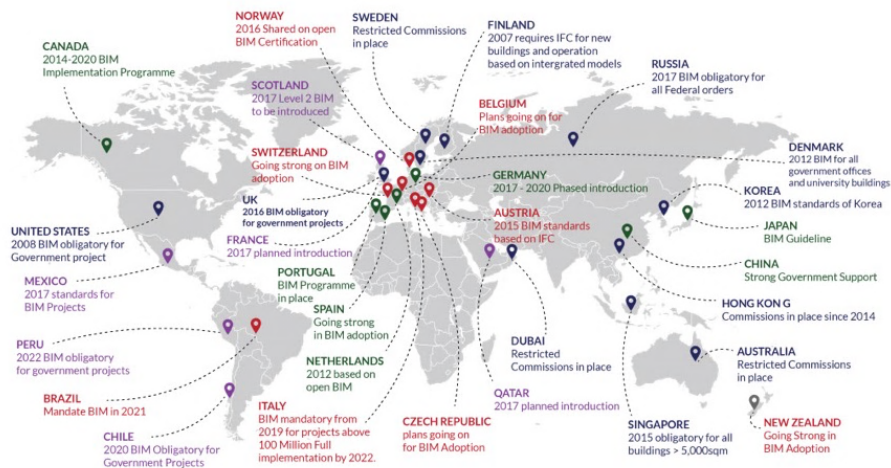 NORWAY
2016 Shared on open
BIM Certification
SWEDEN
Restricted Commissions
in place
FINLAND
2007 requires IFC for new
buildings and operation
based on intergrated models
CANADA
2014-2020 BIM
Implementation Programme
RUSSIA
2017 BIM obligatory for
all Federal orders
SCOTLAND
2017 Level 2 BIM
to be introduced
BELGIUM
Plans going on for
BIM adoption
SWITZERLAND
Going strong on BIM
adoption
DENMARK
2012 BIM for all
government offices
and university buildings
GERMANY
2017 - 2020 Phased introduction
KOREA
2012 BIM standards of Korea
UK
2016 BIM obligatory
for government projects
AUSTRIA
2015 BIM standards
based on IFC
JAPAN
BIM Guideline
UNITED STATES
2008 BIM obligatory for
Government project
FRANCE
2017 planned introduction
CHINA
Strong Government Support
MEXICO
2017 standards for
BIM Projects
PORTUGAL
BIM Programme
in place
HONG KON G
Commissions in place since 2014
SPAIN
Going strong
in BIM adoption
PERU
2022 BIM obligatory
for government projects
DUBAI
Restricted
Commissions in place
AUSTRALIA
Restricted Commissions
in place
NETHERLANDS
2012 based on
open BIM
BRAZIL
Mandate BIM in 2021
QATAR
2017 planned introduction
ITALY
BIM mandatory from
2019 for projects above
100 Million Full
implementation by 2022.
CZECH REPUBLIC
plans going on
for BIM Adoption
SINGAPORE
2015 obligatory for all
buildings > 5,000sqm
NEW ZEALAND
Going Strong in
BIM Adoption
CHILE
2020 BIM Obligatory for
Government Projects